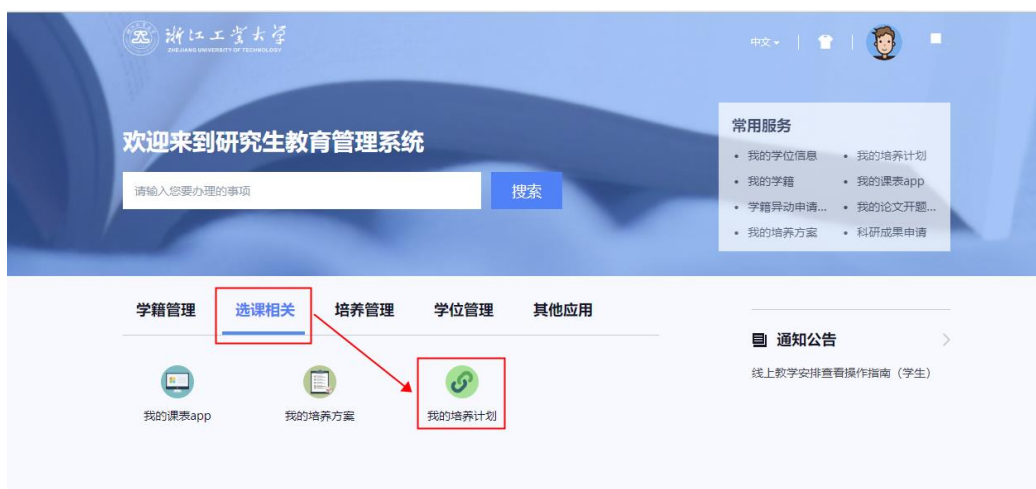 浙江工业大学
ZHEJIANG UNIVERSITY OF TECHNOLOGY
中文
欢迎来到研究生教育管理系统
请输入您要办理的事项
搜索
常用服务
• 我的学位信息 • 我的培养计划
• 我的学籍 • 我的课表app
• 学籍异动申请... • 我的论文开题...
• 我的培养方案 • 科研成果申请
学籍管理 选课相关 培养管理 学位管理 其他应用
我的课表app 我的培养方案 我的培养计划
通知公告
线上教学安排查看操作指南（学生）